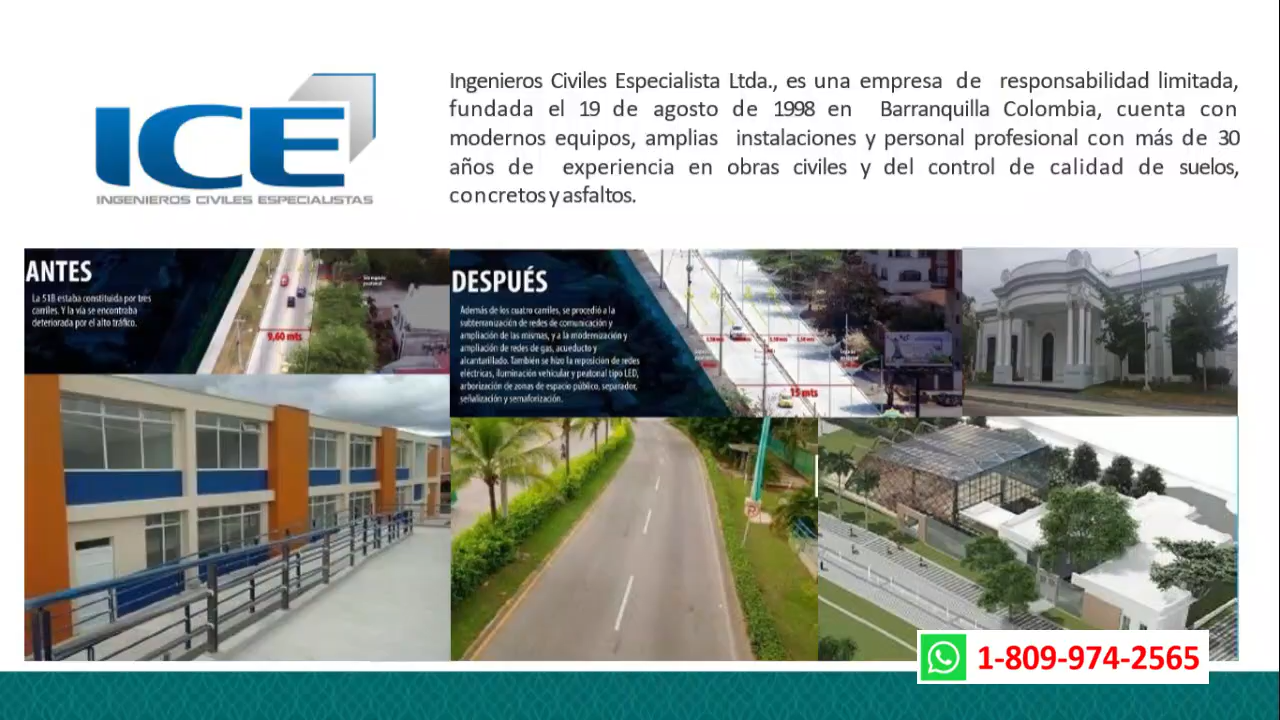 ICE
INGENIEROS CIVILES ESPECIALISTAS
Ingenieros Civiles Especialista Ltda., es una empresa de responsabilidad limitada,
fundada el 19 de agosto de 1998 en Barranquilla Colombia, cuenta con
modernos equipos, amplias instalaciones y personal profesional con más de 30
años de experiencia en obras civiles y del control de calidad de suelos,
concretos y asfaltos.
ANTES
La 51B estaba constituida por tres
carriles. Y la vía se encontraba
deteriorada por el alto tráfico.
9,60 mts
DESPUÉS
Además de los cuatro carriles, se procedió a la
subterranización de redes de comunicación y
ampliación de las mismas, y a la modernización y
ampliación de redes de gas, acueducto y
alcantarillado. También se hizo la reposición de redes
eléctricas, iluminación vehicular y peatonal tipo LED,
arborización de zonas de espacio público, separador,
señalización y semaforización.
15 mts
1-809-974-2565